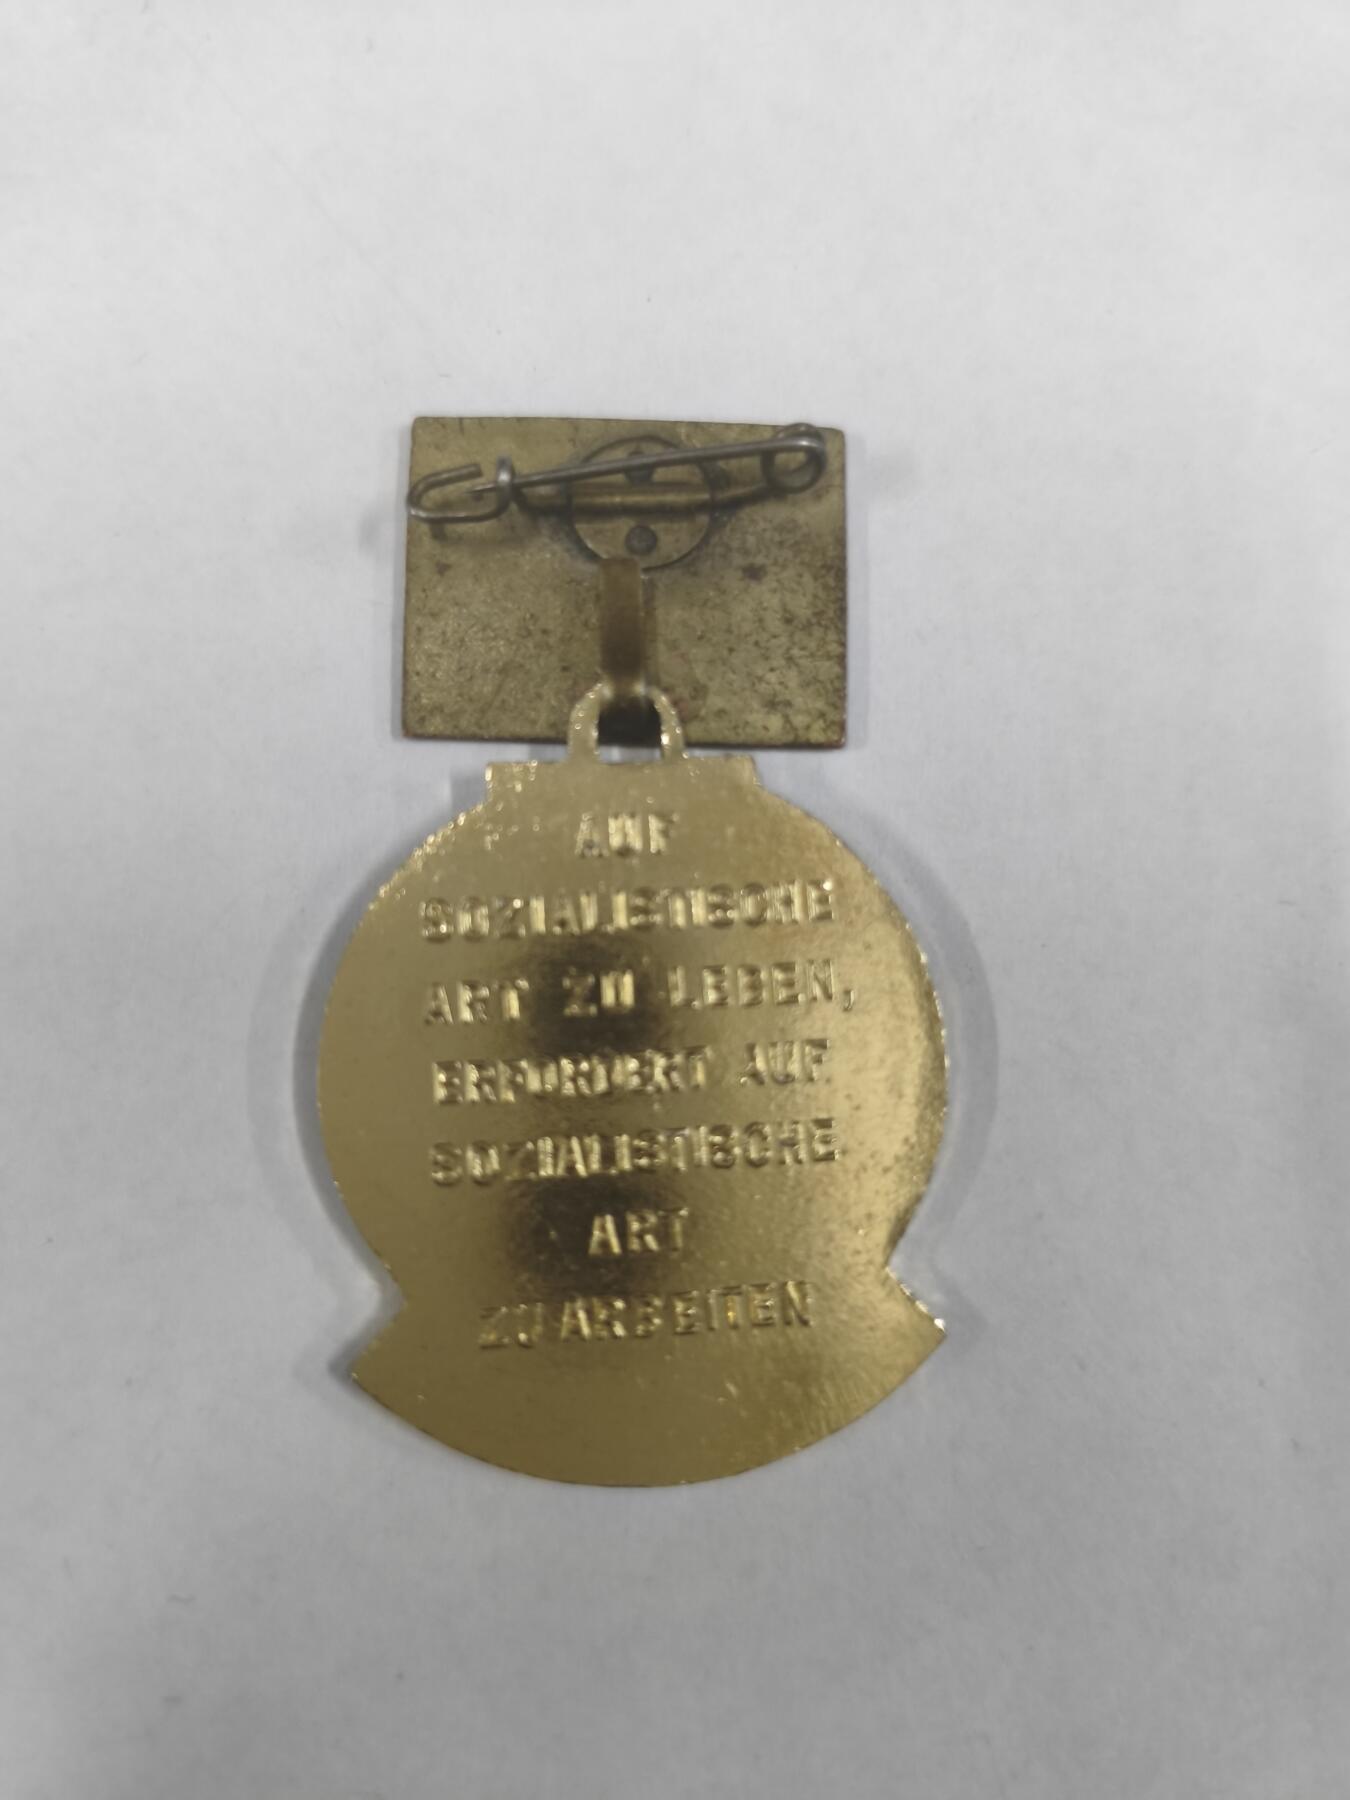 AUF
SOZIALISTISCHE
ART ZU LEBEN,
ERFORDERT AUF
SOZIALISTISCHE
ART
ZU ARBEITEN